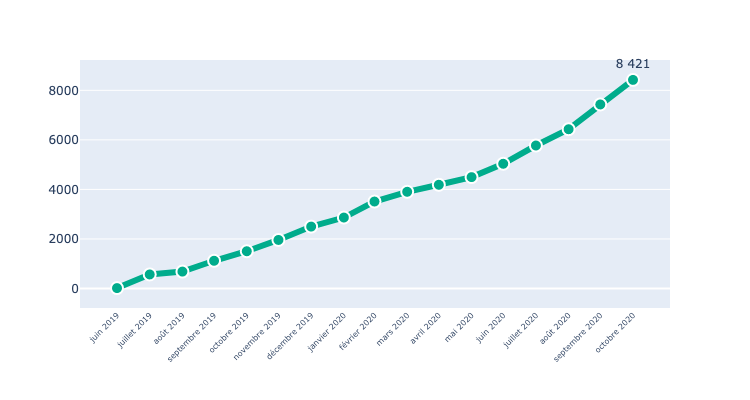 8 421
8000
6000
4000
2000
0
juin 2019
juillet 2019
août 2019
septembre 2019
octobre 2019
novembre 2019
décembre 2019
janvier 2020
février 2020
mars 2020
avril 2020
mai 2020
juin 2020
juillet 2020
août 2020
septembre 2020
octobre 2020